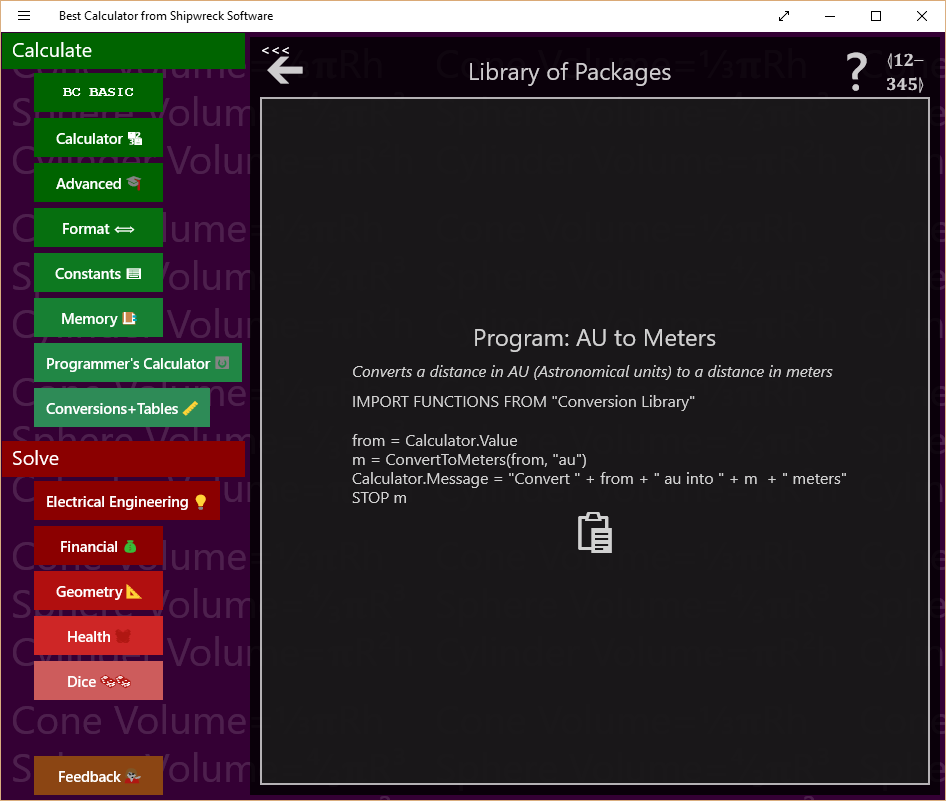 Best Calculator from Shipwreck Software
Calculate
BC BASIC
Calculator
Advanced
Format
Constants
Memory
Programmer's Calculator
Conversions+Tables
Solve
Electrical Engineering
Financial
Geometry
Health
Dice
Feedback
<<<
Library of Packages
?
⟬12–
345⟭
Program: AU to Meters
Converts a distance in AU (Astronomical units) to a distance in meters
IMPORT FUNCTIONS FROM "Conversion Library"
from = Calculator.Value
m = ConvertToMeters(from, "au")
Calculator.Message = "Convert " + from + " au into " + m  + " meters"
STOP m